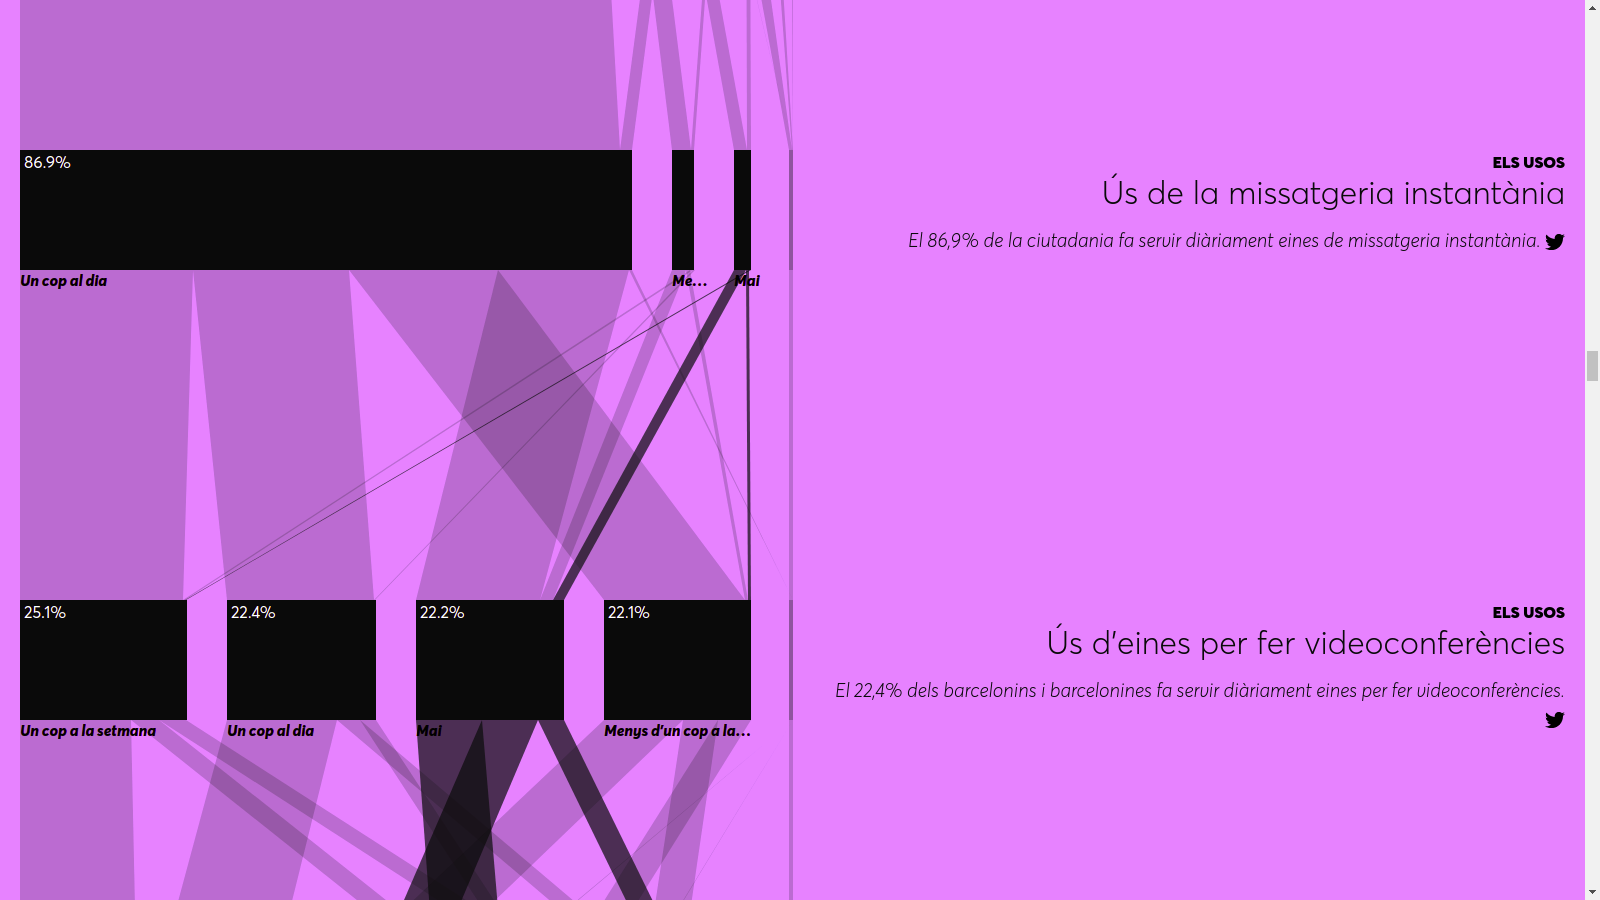 86.9%
Un cop al dia
Me...
Mai
ELS USOS
Ús de la missatgeria instantània
El 86,9% de la ciutadania fa servir diàriament eines de missatgeria instantània.
25.1%
22.4%
22.2%
22.1%
Un cop a la setmana
Un cop al dia
Mai
Menys d'un cop a la...
ELS USOS
Ús d'eines per fer videoconferències
El 22,4% dels barcelonins i barcelonines fa servir diàriament eines per fer videoconferències.